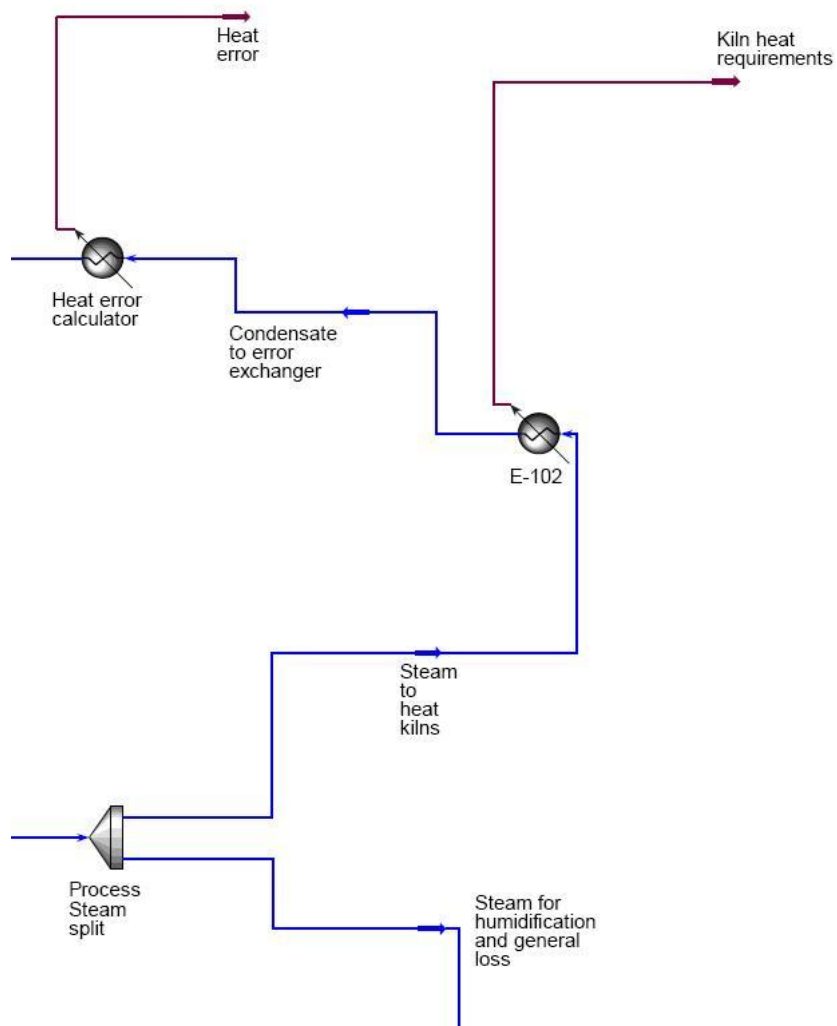 Heat
error
Kiln heat
requirements
Heat error
calculator
Condensate
to error
exchanger
E-102
Steam
to
heat
kilns
Process
Steam
split
Steam for
humidification
and general
loss